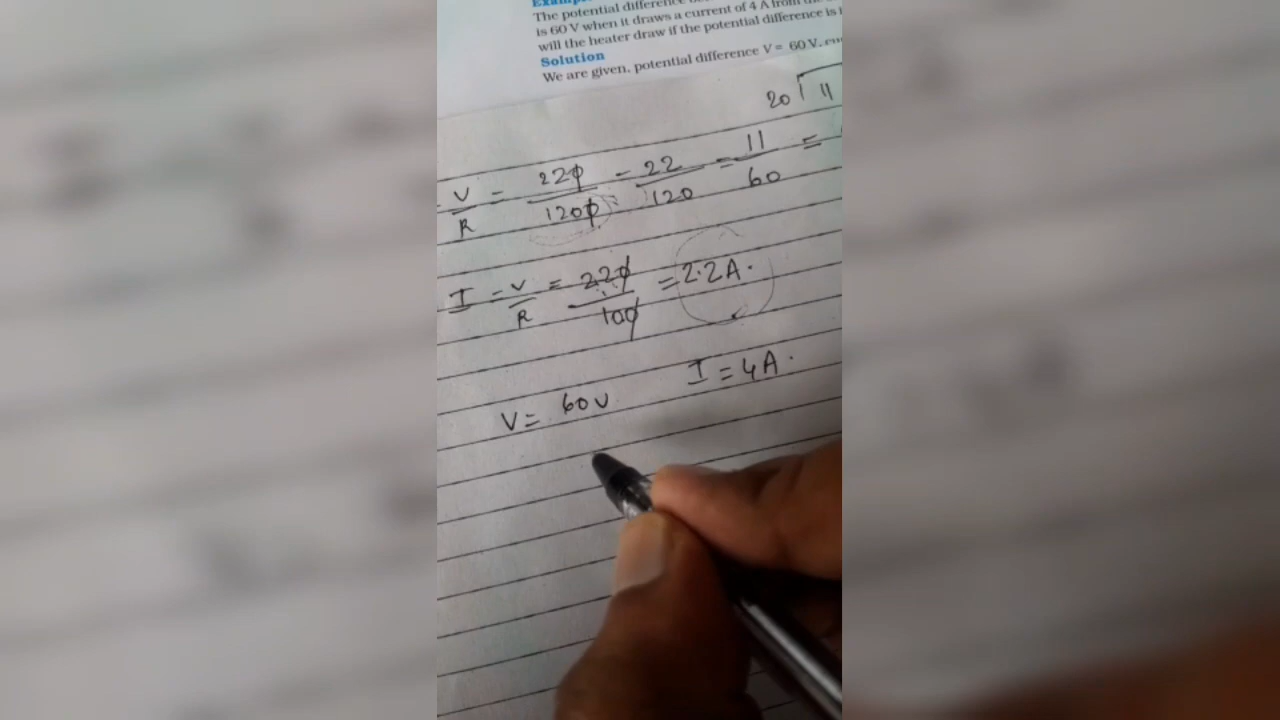 The potential difference
is 60 V when it draws a current of 4 A from the
will the heater draw if the potential difference is
Solution
We are given, potential difference V = 60 V,
20 11
V/R = 220/1200 = 22/120 = 11/60 =
I = V/R = 220/100 = 2.2A.
V = 60V I = 4A.